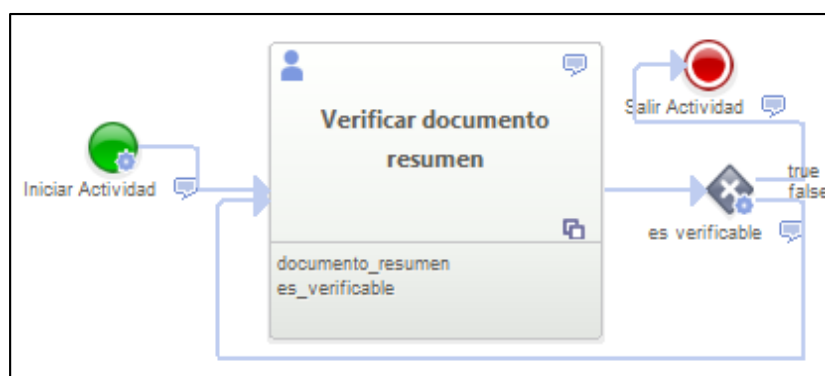 Verificar documento
resumen
Salir Actividad
Iniciar Actividad
true
false
es verificable
documento_resumen
es_verificable